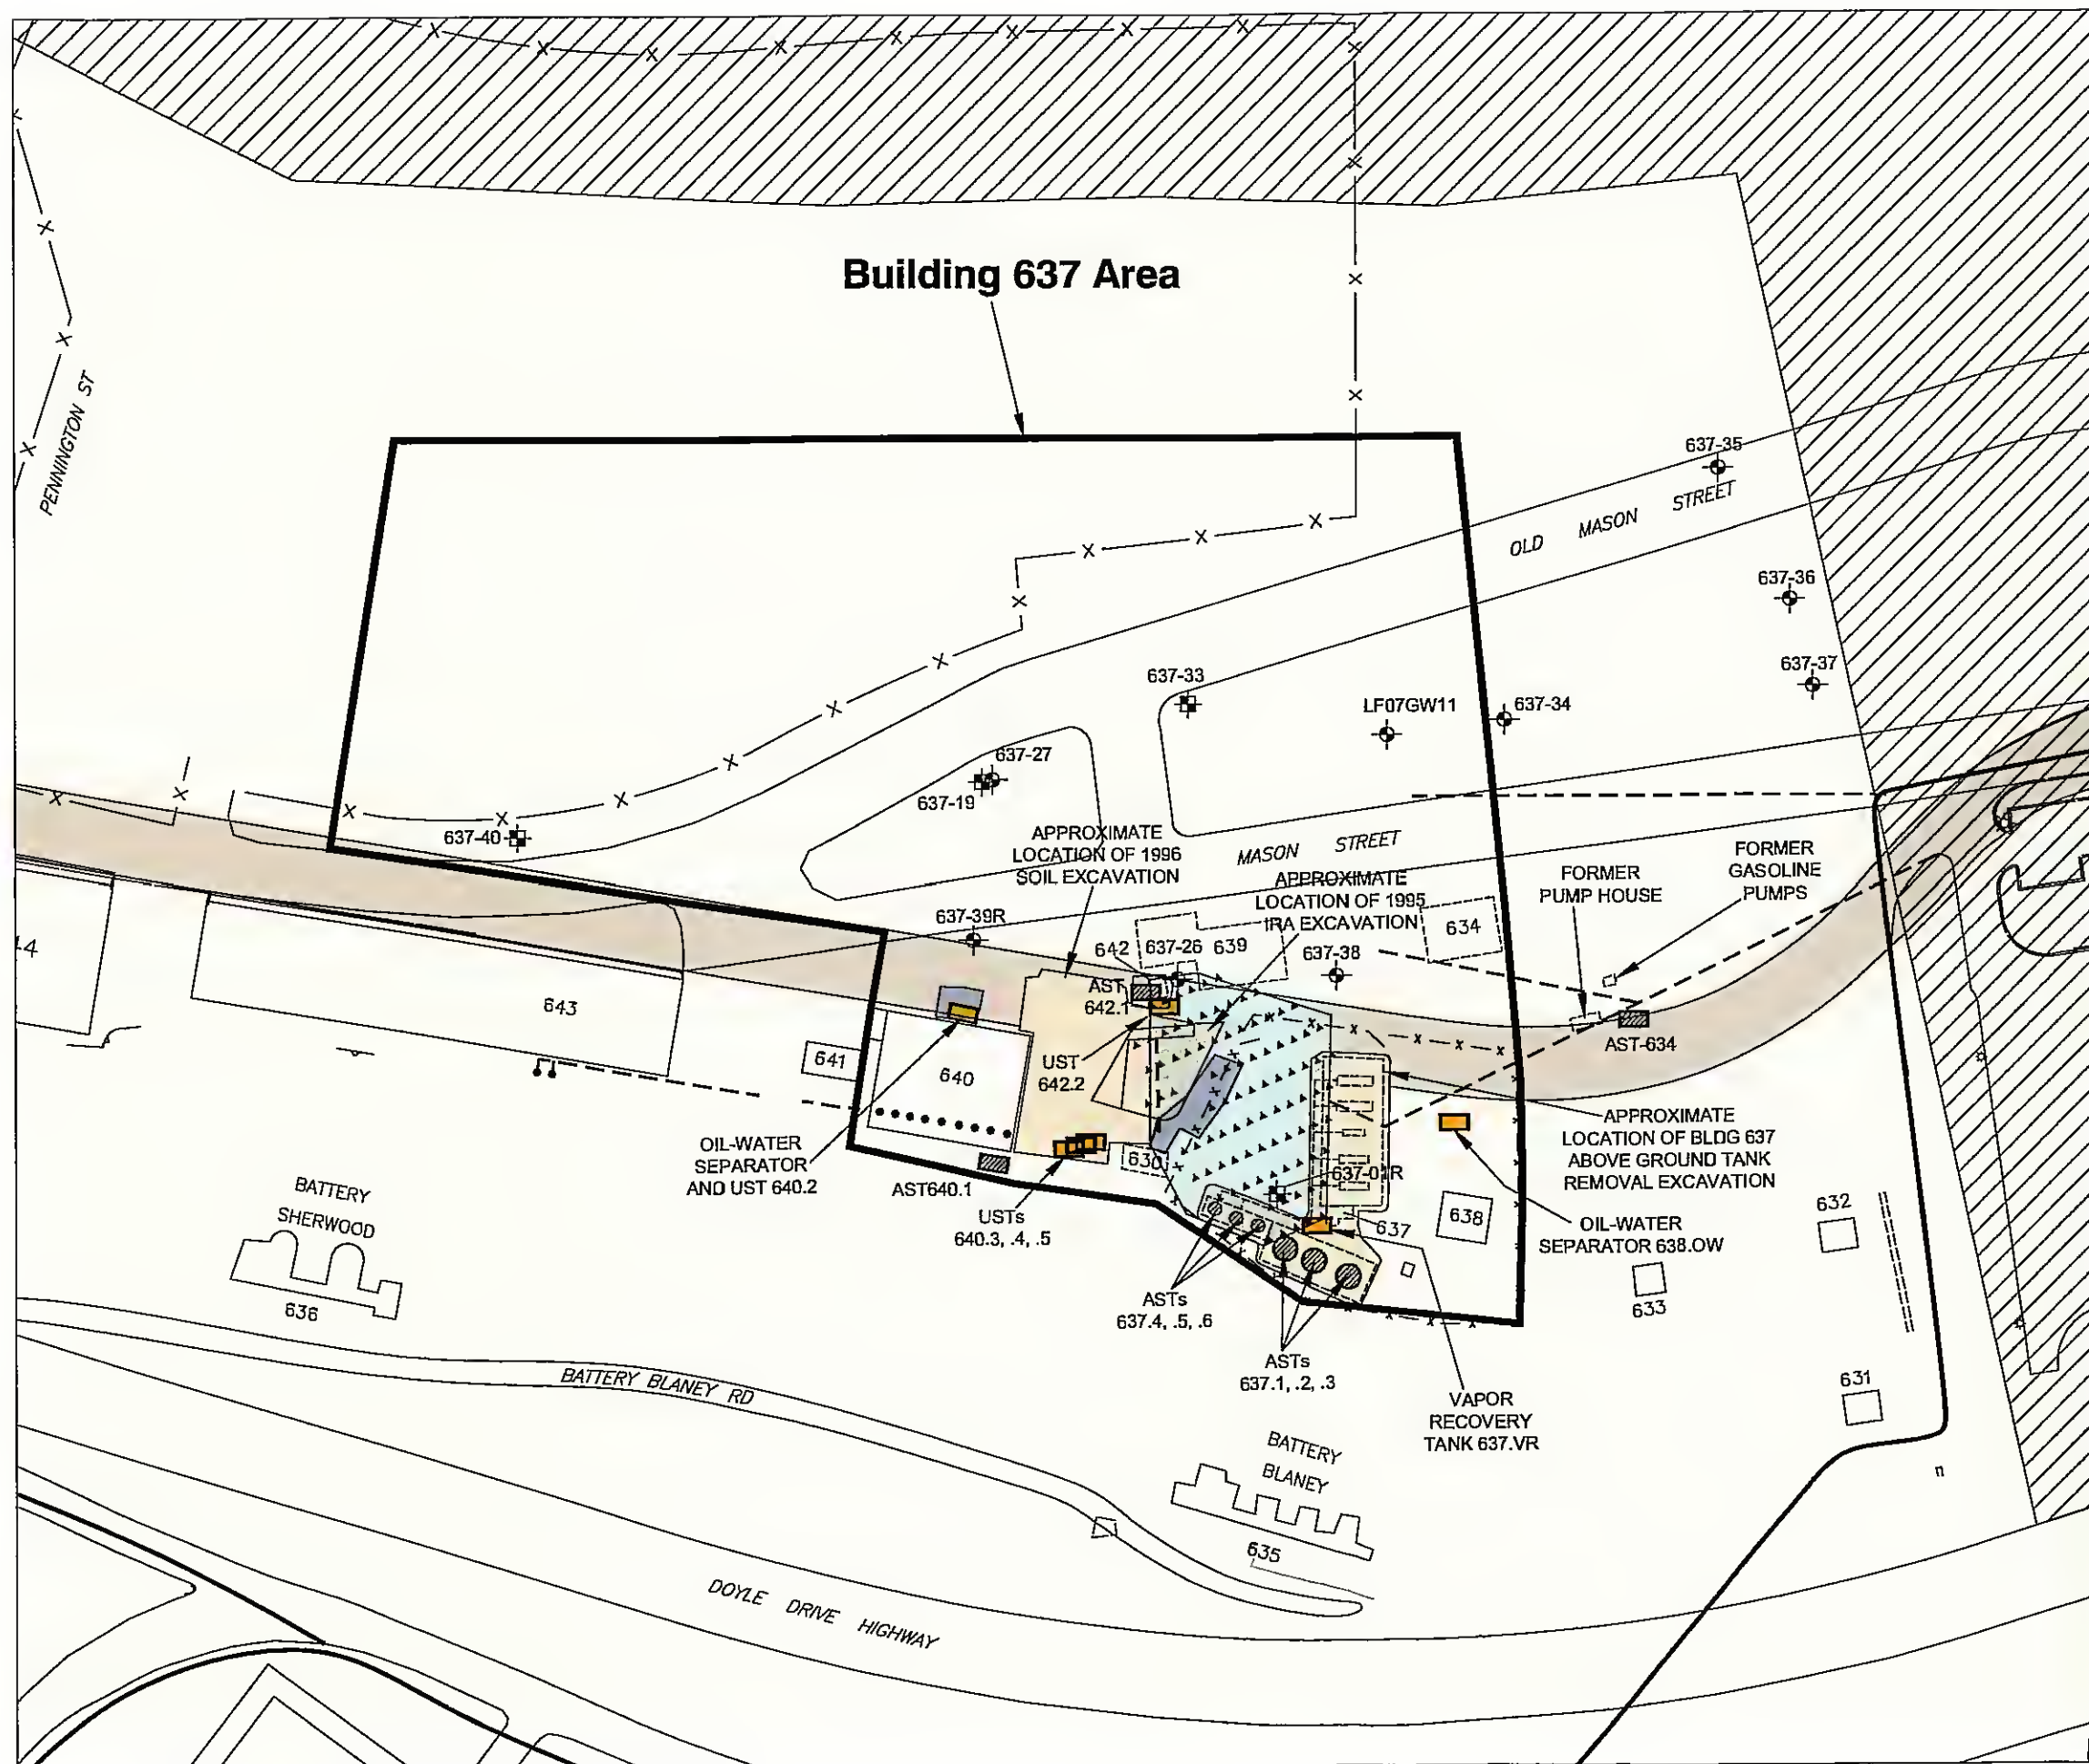 Building 637 Area
PENNINGTON ST
637-35
OLD MASON STREET
637-36
637-37
637-33
LF07GW11
637-34
637-27
637-19
637-40
APPROXIMATE
LOCATION OF 1996
SOIL EXCAVATION
MASON STREET
APPROXIMATE
LOCATION OF 1995
IRA EXCAVATION
FORMER
PUMP HOUSE
FORMER
GASOLINE
PUMPS
637-39R
642
637-26
639
637-38
634
AST
642.1
643
641
640
UST
642.2
AST-634
OIL-WATER
SEPARATOR
AND UST 640.2
AST640.1
USTs
640.3, .4, .5
630
637-01R
637
638
APPROXIMATE
LOCATION OF BLDG 637
ABOVE GROUND TANK
REMOVAL EXCAVATION
OIL-WATER
SEPARATOR 638.OW
632
633
631
BATTERY
SHERWOOD
636
ASTs
637.4, .5, .6
ASTs
637.1, .2, .3
VAPOR
RECOVERY
TANK 637.VR
BATTERY BLANEY RD
BATTERY
BLANEY
635
DOYLE DRIVE HIGHWAY